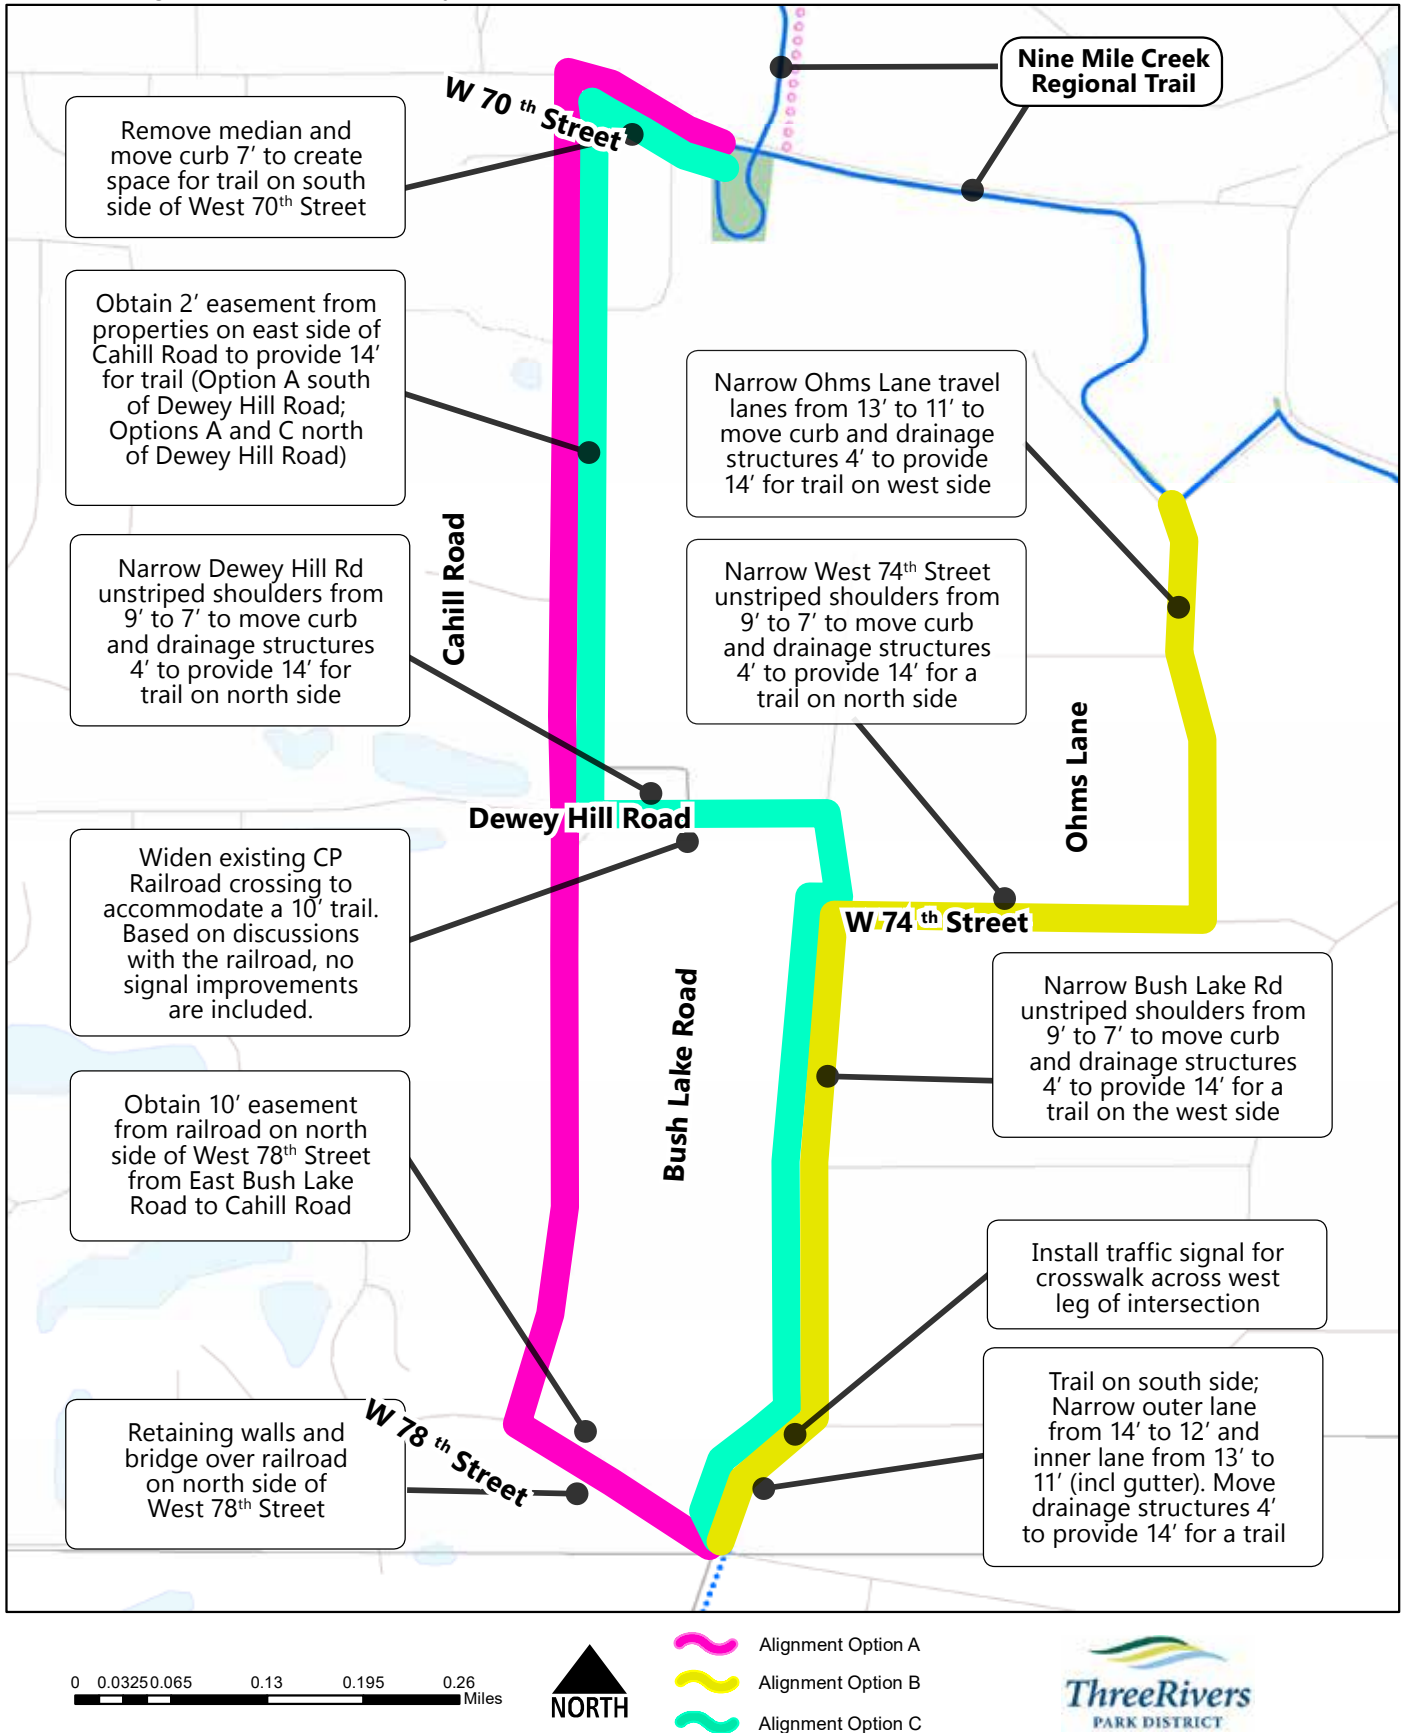 Nine Mile Creek
Regional Trail
W 70 th Street
Remove median and
move curb 7’ to create
space for trail on south
side of West 70th Street
Obtain 2’ easement from
properties on east side of
Cahill Road to provide 14’
for trail (Option A south
of Dewey Hill Road;
Options A and C north
of Dewey Hill Road)
Narrow Ohms Lane travel
lanes from 13’ to 11’ to
move curb and drainage
structures 4’ to provide
14’ for trail on west side
Cahill Road
Narrow Dewey Hill Rd
unstriped shoulders from
9’ to 7’ to move curb
and drainage structures
4’ to provide 14’ for
trail on north side
Narrow West 74th Street
unstriped shoulders from
9’ to 7’ to move curb
and drainage structures
4’ to provide 14’ for a
trail on north side
Ohms Lane
Dewey Hill Road
Widen existing CP
Railroad crossing to
accommodate a 10’ trail.
Based on discussions
with the railroad, no
signal improvements
are included.
W 74 th Street
Bush Lake Road
Narrow Bush Lake Rd
unstriped shoulders from
9’ to 7’ to move curb
and drainage structures
4’ to provide 14’ for a
trail on the west side
Obtain 10’ easement
from railroad on north
side of West 78th Street
from East Bush Lake
Road to Cahill Road
Install traffic signal for
crosswalk across west
leg of intersection
Trail on south side;
Narrow outer lane
from 14’ to 12’ and
inner lane from 13’ to
11’ (incl gutter). Move
drainage structures 4’
to provide 14’ for a trail
W 78 th Street
Retaining walls and
bridge over railroad
on north side of
West 78th Street
0 0.0325 0.065 0.13 0.195 0.26
Miles
NORTH
Alignment Option A
Alignment Option B
Alignment Option C
ThreeRivers
PARK DISTRICT